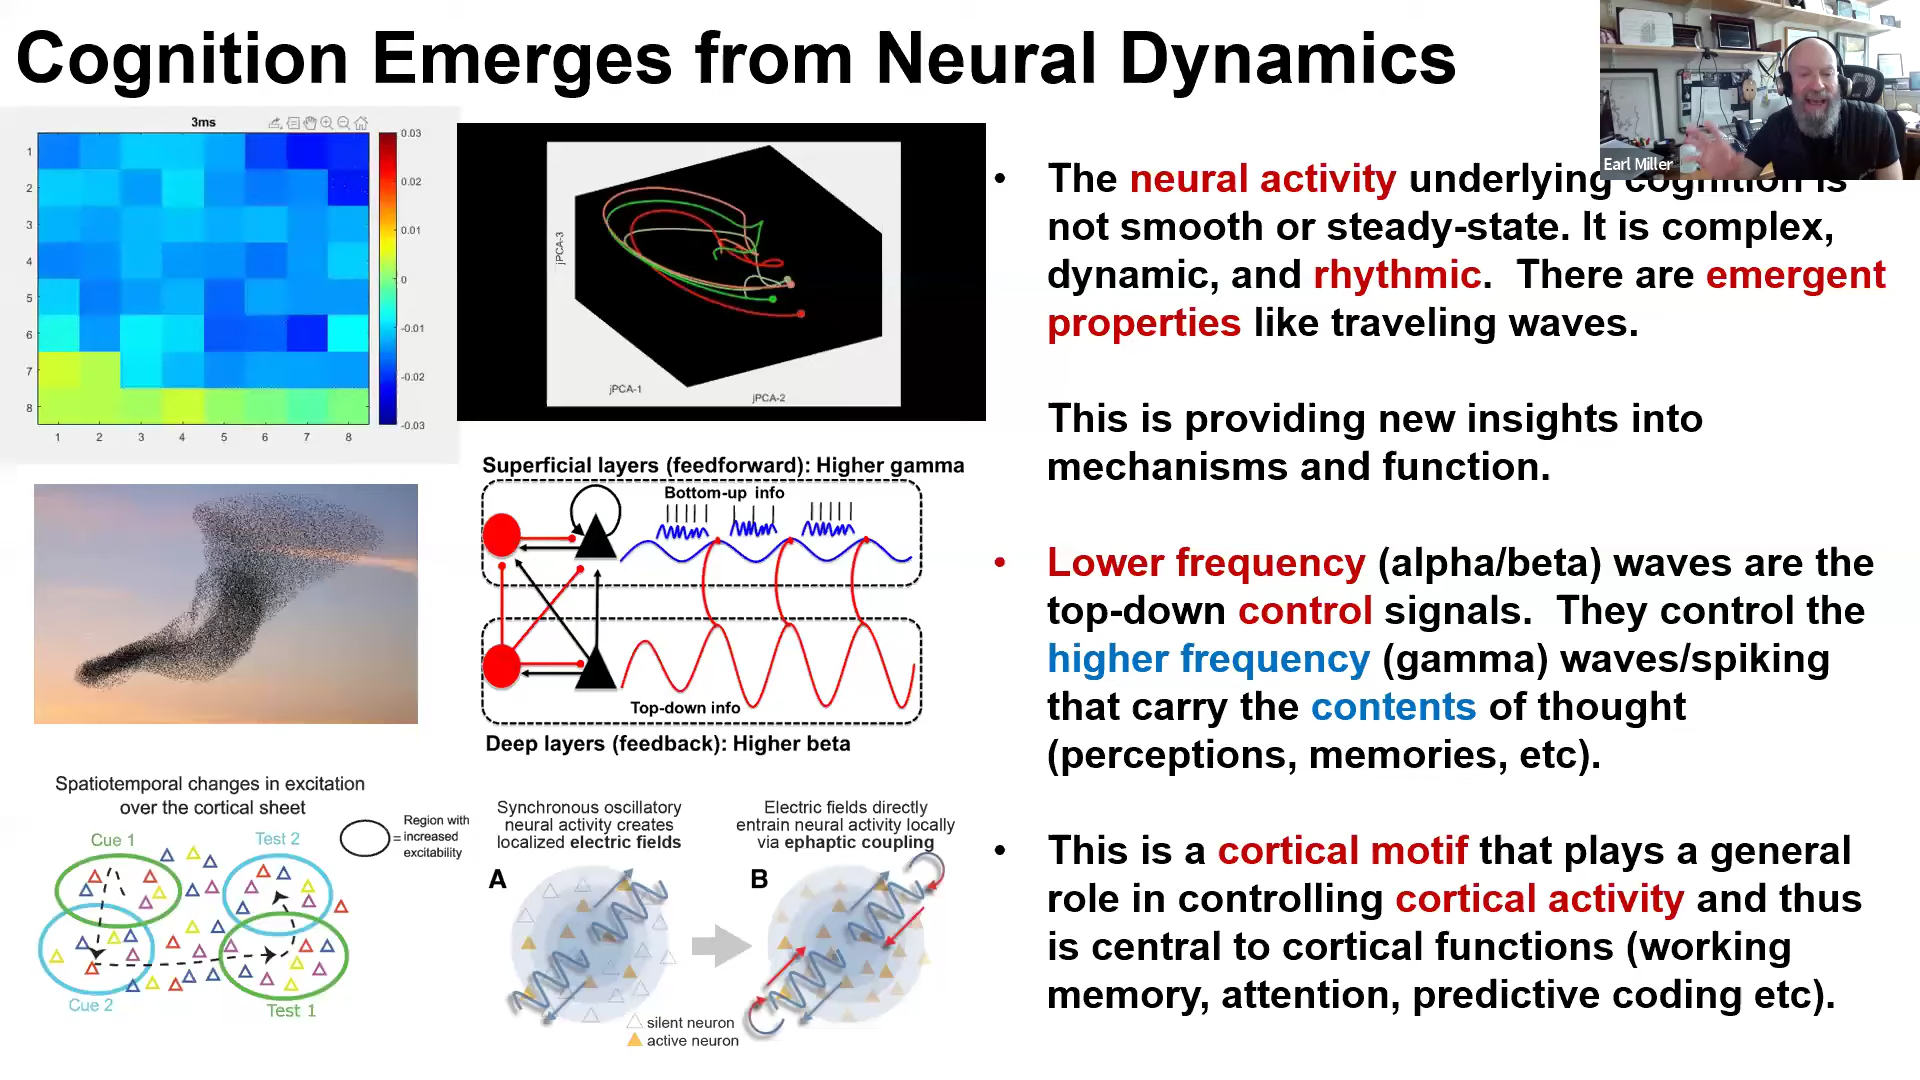 Cognition Emerges from Neural Dynamics
Earl Miller
3ms
1
2
3
4
5
6
7
8
1 2 3 4 5 6 7 8
0.03
0.02
0.01
0
-0.01
-0.02
-0.03
jPCA-3
jPCA-1
jPCA-2
Superficial layers (feedforward): Higher gamma
Bottom-up info
Top-down info
Deep layers (feedback): Higher beta
Spatiotemporal changes in excitation
over the cortical sheet
Cue 1
Test 2
Cue 2
Test 1
= Region with
increased
excitability
Synchronous oscillatory
neural activity creates
localized electric fields
Electric fields directly
entrain neural activity locally
via ephaptic coupling
A
B
silent neuron
active neuron
• The neural activity underlying cognition is
not smooth or steady-state. It is complex,
dynamic, and rhythmic. There are emergent
properties like traveling waves.
This is providing new insights into
mechanisms and function.
• Lower frequency (alpha/beta) waves are the
top-down control signals. They control the
higher frequency (gamma) waves/spiking
that carry the contents of thought
(perceptions, memories, etc).
• This is a cortical motif that plays a general
role in controlling cortical activity and thus
is central to cortical functions (working
memory, attention, predictive coding etc).